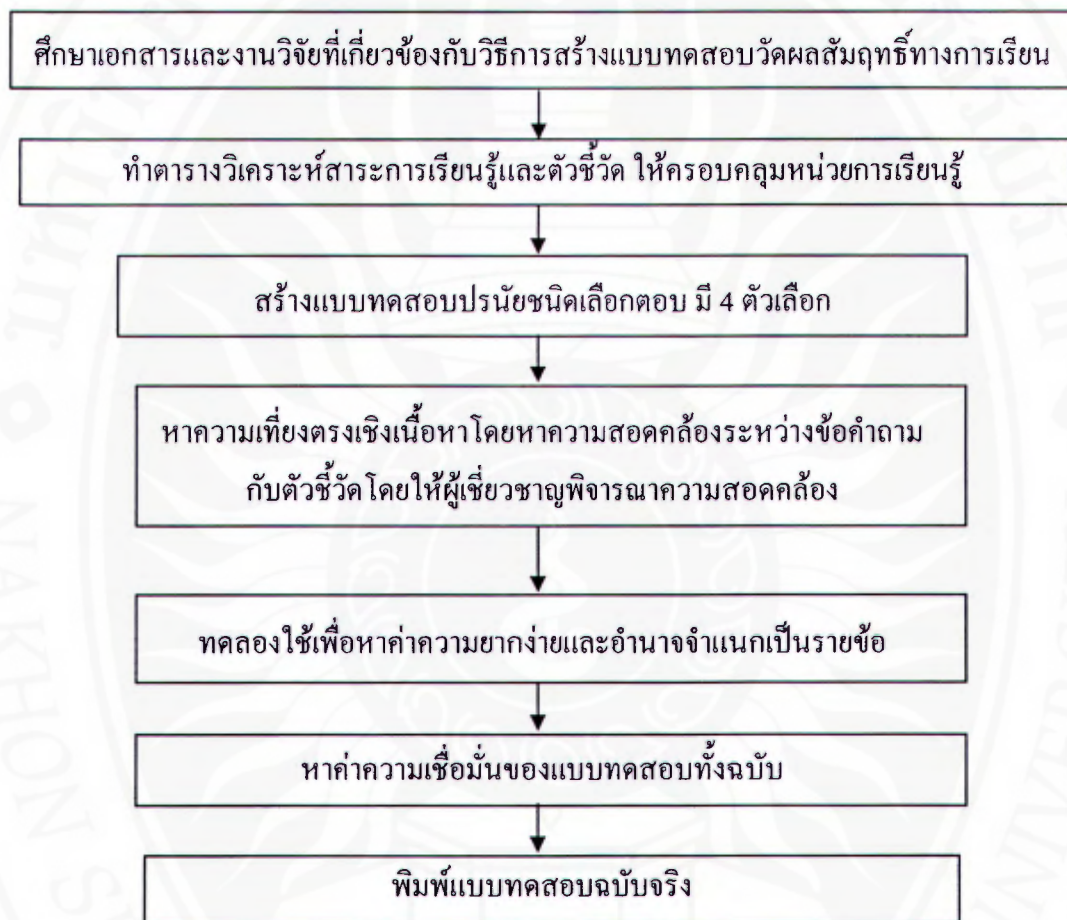 ศึกษาเอกสารและงานวิจัยที่เกี่ยวข้องกับวิธีการสร้างแบบทดสอบวัดผลสัมฤทธิ์ทางการเรียน
ทำตารางวิเคราะห์สาระการเรียนรู้และตัวชี้วัด ให้ครอบคลุมหน่วยการเรียนรู้
สร้างแบบทดสอบปรนัยชนิดเลือกตอบ มี 4 ตัวเลือก
หาความเที่ยงตรงเชิงเนื้อหาโดยหาความสอดคล้องระหว่างข้อคำถาม
กับตัวชี้วัดโดยให้ผู้เชี่ยวชาญพิจารณาความสอดคล้อง
ทดลองใช้เพื่อหาค่าความยากง่ายและอำนาจจำแนกเป็นรายข้อ
หาค่าความเชื่อมั่นของแบบทดสอบทั้งฉบับ
พิมพ์แบบทดสอบฉบับจริง
NAKHON S